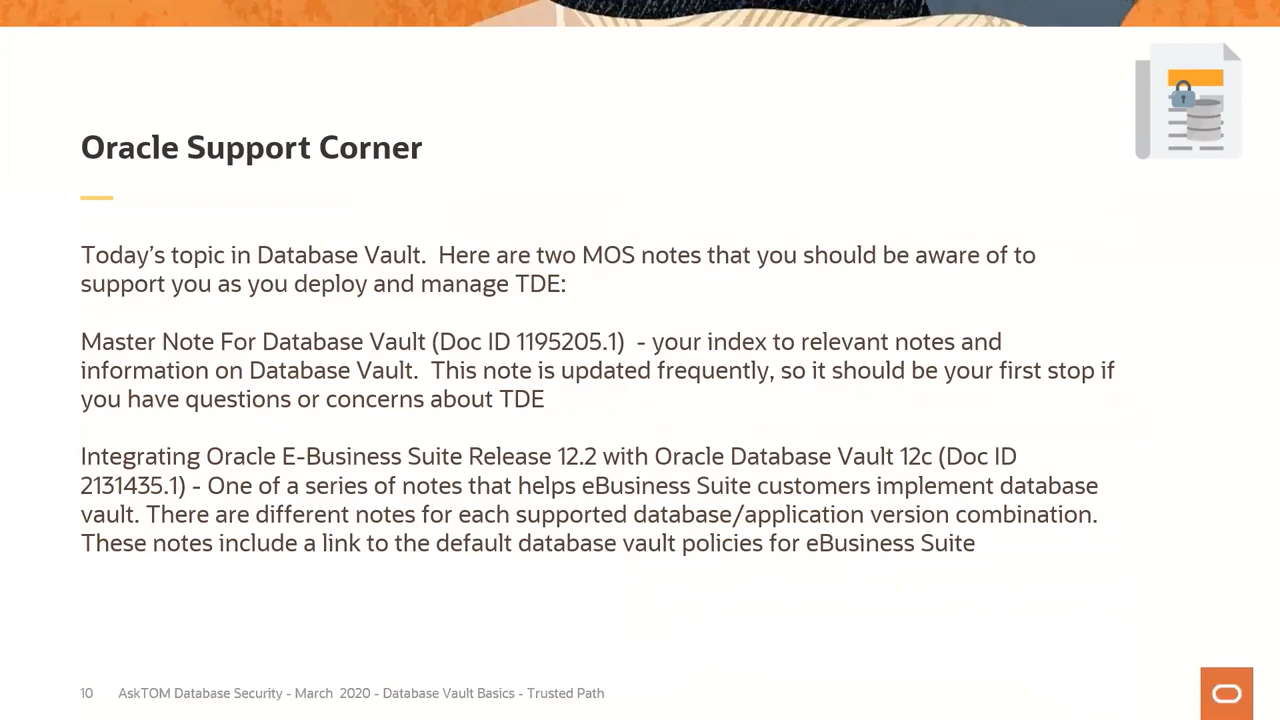 Oracle Support Corner
Today's topic in Database Vault.  Here are two MOS notes that you should be aware of to
support you as you deploy and manage TDE:
Master Note For Database Vault (Doc ID 1195205.1)  - your index to relevant notes and
information on Database Vault.  This note is updated frequently, so it should be your first stop if
you have questions or concerns about TDE
Integrating Oracle E-Business Suite Release 12.2 with Oracle Database Vault 12c (Doc ID
2131435.1) - One of a series of notes that helps eBusiness Suite customers implement database
vault. There are different notes for each supported database/application version combination.
These notes include a link to the default database vault policies for eBusiness Suite
10 AskTOM Database Security - March  2020 - Database Vault Basics - Trusted Path